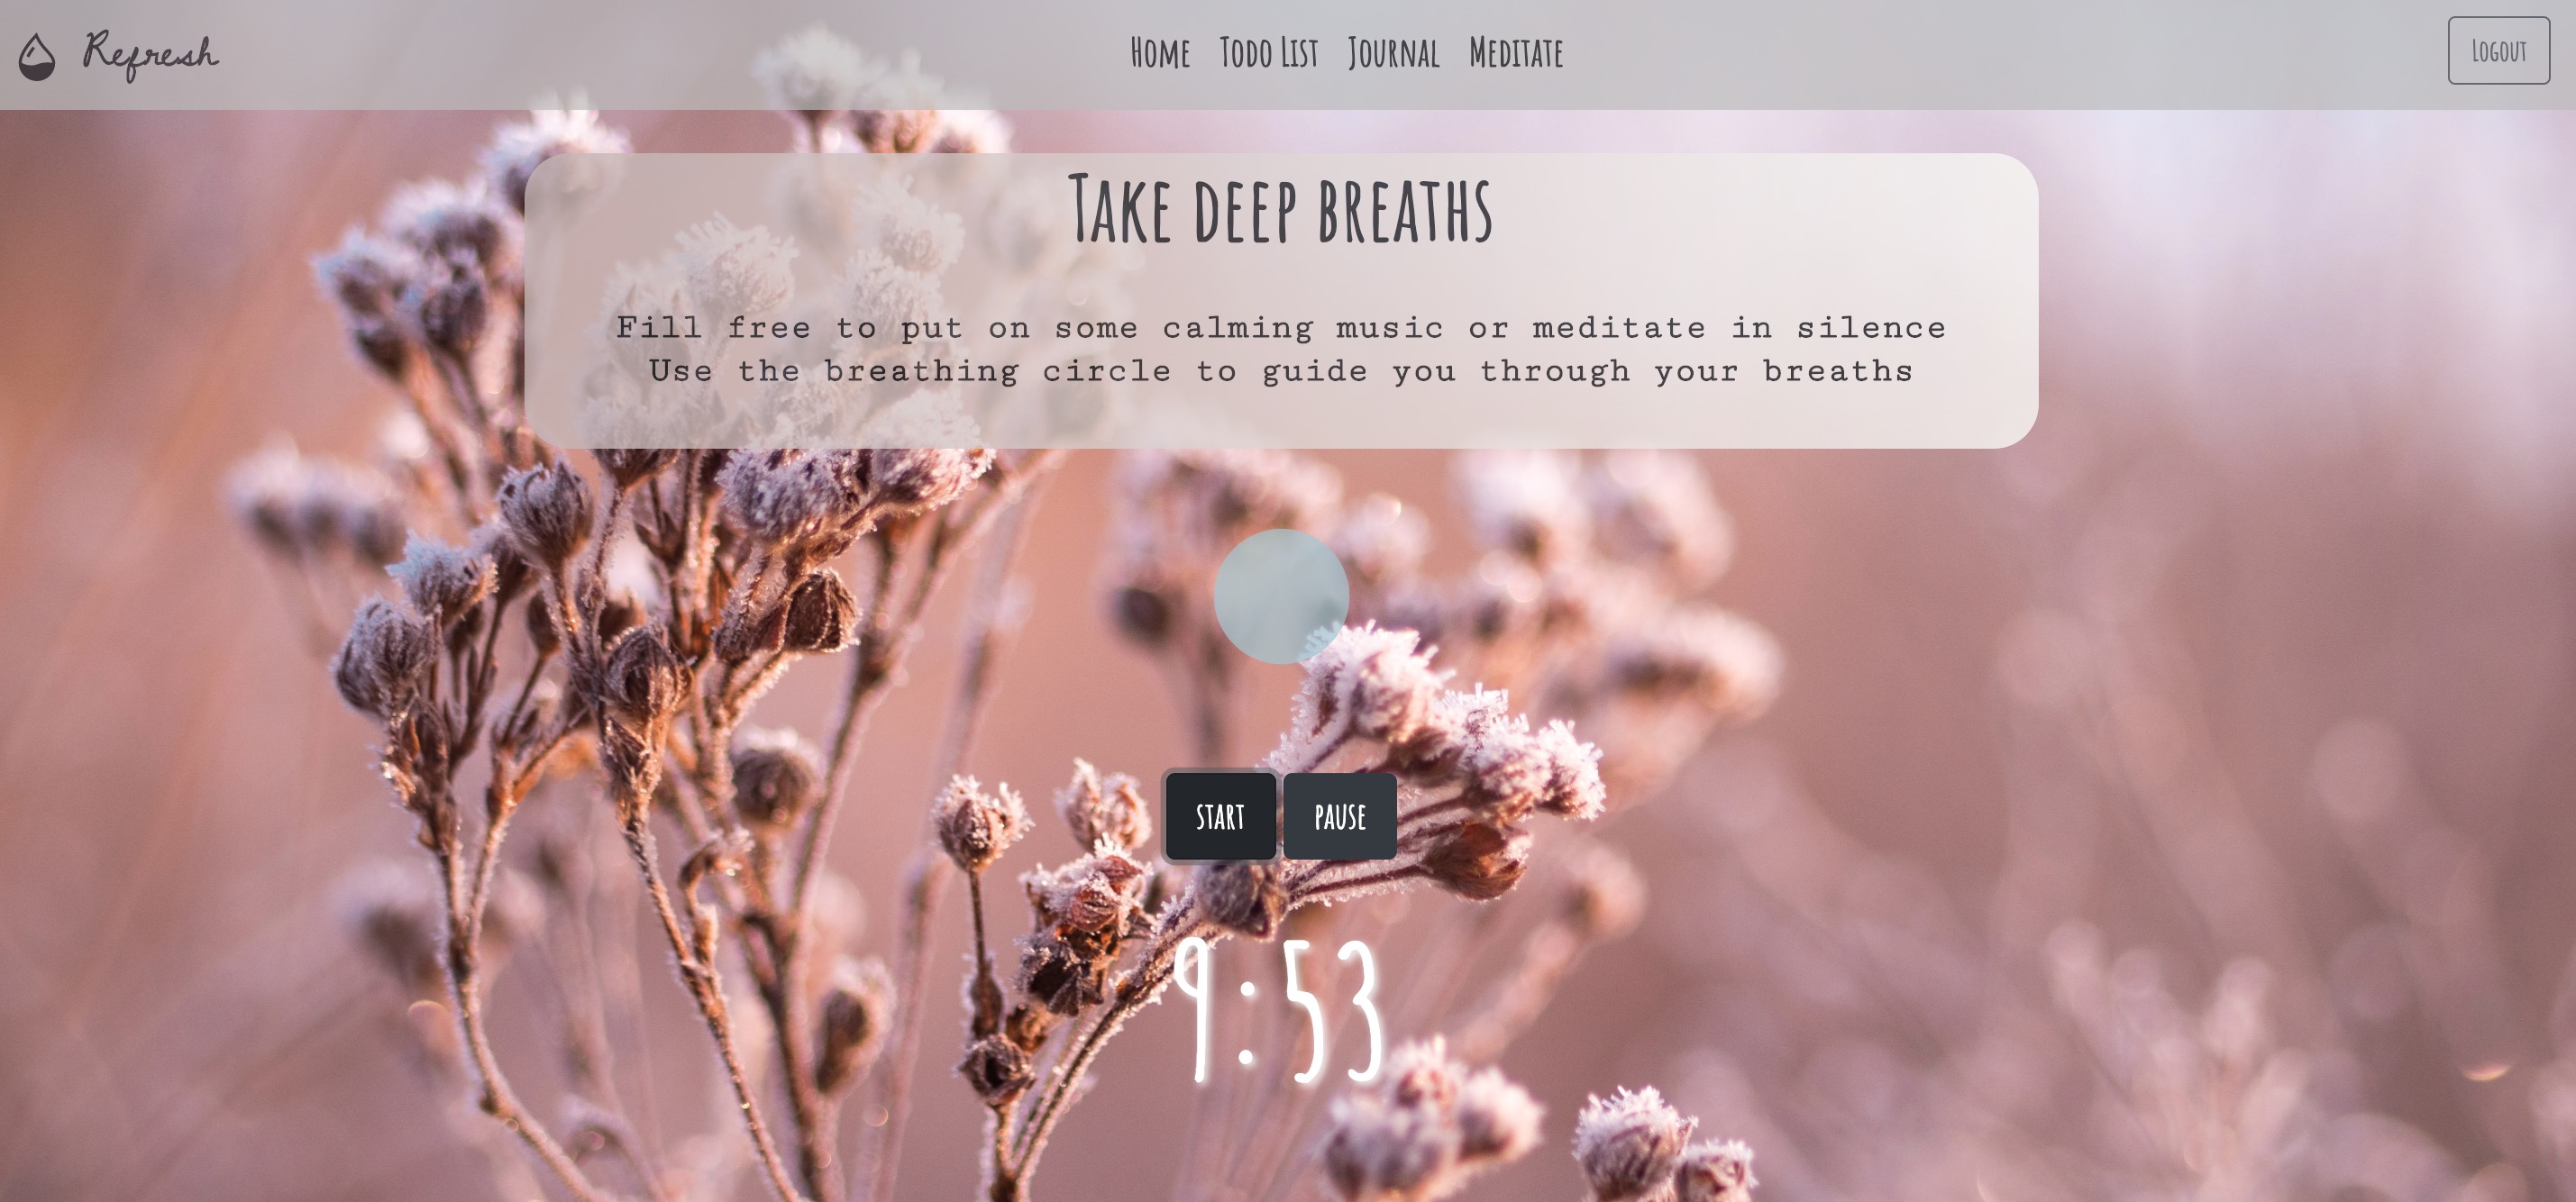 Refresh
Home Todo List Journal Meditate
Logout
Take deep breaths
Fill free to put on some calming music or meditate in silence
Use the breathing circle to guide you through your breaths
START PAUSE
9:53